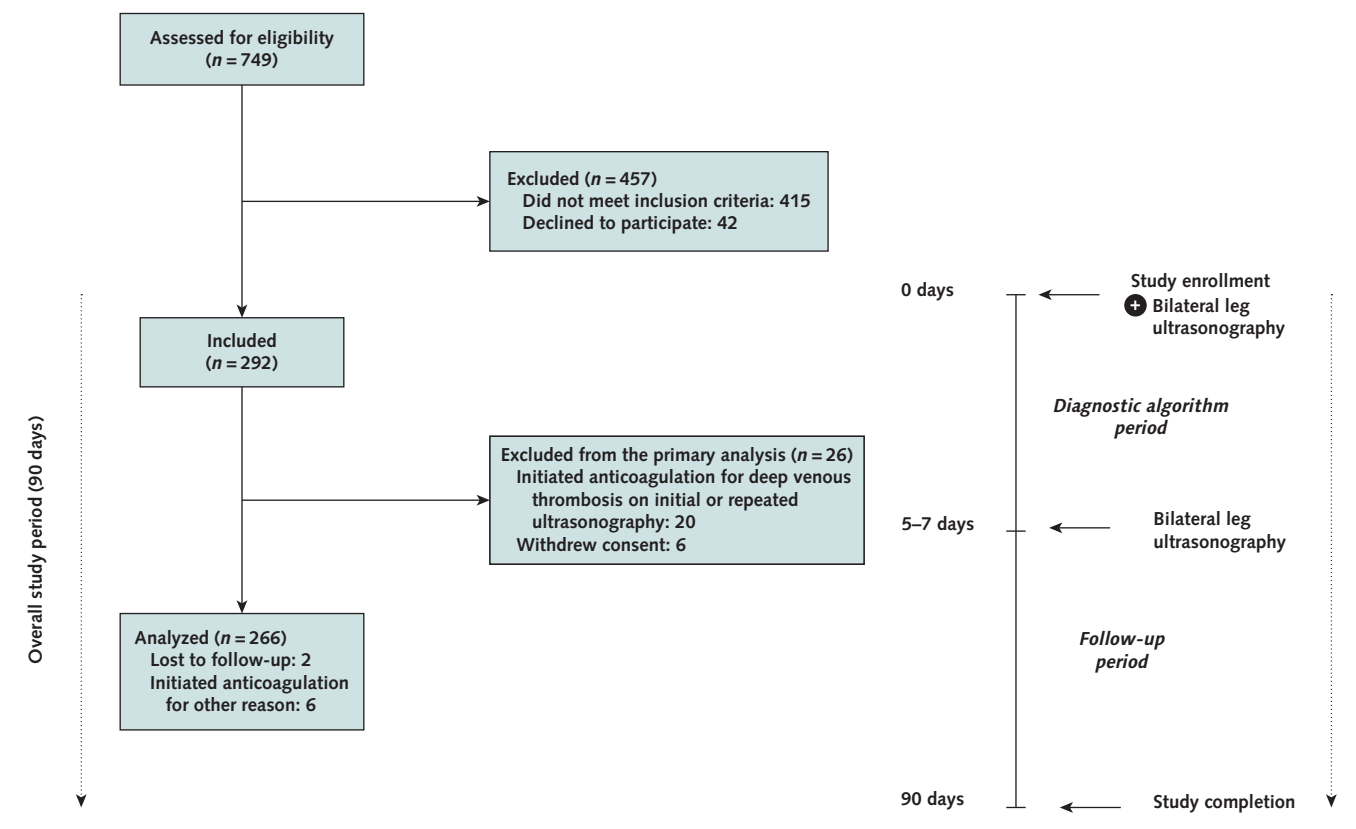 Assessed for eligibility
(n = 749)
Excluded (n = 457)
Did not meet inclusion criteria: 415
Declined to participate: 42
Included
(n = 292)
Excluded from the primary analysis (n = 26)
Initiated anticoagulation for deep venous
thrombosis on initial or repeated
ultrasonography: 20
Withdrew consent: 6
Analyzed (n = 266)
Lost to follow-up: 2
Initiated anticoagulation
for other reason: 6
Overall study period (90 days)
0 days
Study enrollment
+ Bilateral leg
ultrasonography
Diagnostic algorithm
period
5–7 days
Bilateral leg
ultrasonography
Follow-up
period
90 days
Study completion